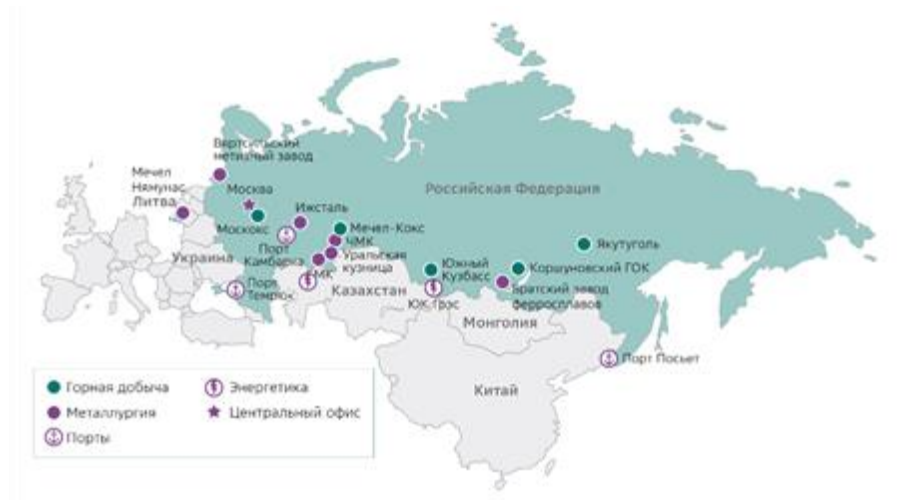 Вяртсильский
метизный завод
Мечел
Нямунас
Литва
Москва
Российская Федерация
Ижсталь
Москокс
Мечел-Кокс
ЧМК
Якутуголь
Порт
Камбарка
Уральская
кузница
Украина
Южный
Кузбасс
Коршуновский ГОК
БМК
Порт
Темрюк
Казахстан
Братский завод
ферросплавов
ЮК Грэс
Монголия
Порт Посьет
Китай
Горная добыча
Энергетика
Металлургия
Центральный офис
Порты